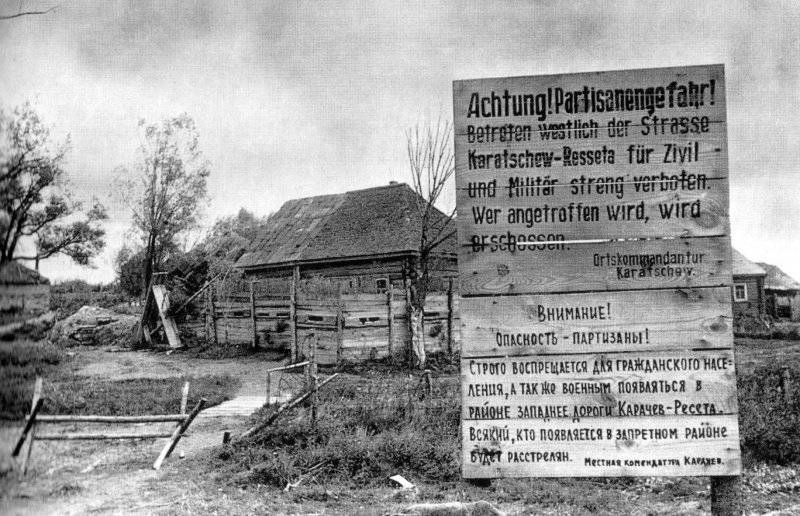 Achtung! Partisanengefahr!
Betreten westlich der Strasse
Karatschew-Resseta für Zivil
und Militär streng verboten.
Wer angetroffen wird, wird
erschossen.
Ortskommandantur
Karatschew.
Внимание!
Опасность - партизаны!
Строго воспрещается для гражданского насе-
ления, а так же военным появляться в
районе западнее дороги Карачев-Ресета.
Всякий, кто появляется в запретном районе
будет расстрелян. Местная комендатура Карачев.